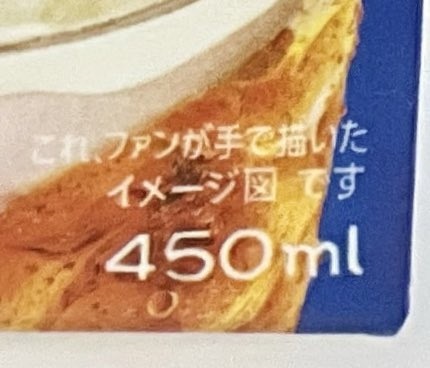 これ、ファンが手で描いた
イメージ図 です
450ml